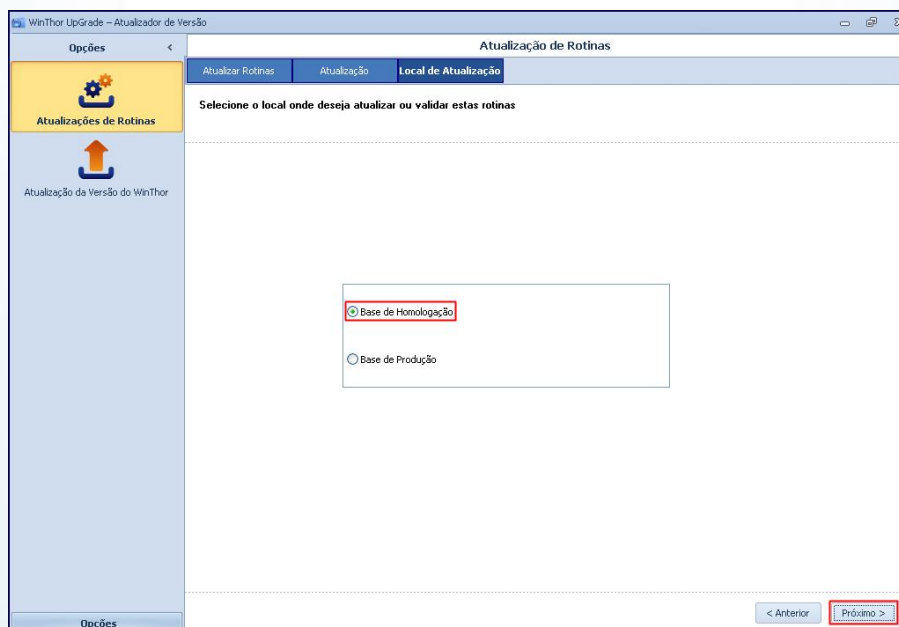 WinThor UpGrade – Atualizador de Versão
Opções <
Atualização de Rotinas
Atualizar Rotinas
Atualização
Local de Atualização
Selecione o local onde deseja atualizar ou validar estas rotinas
Atualizações de Rotinas
Atualização da Versão do WinThor
Base de Homologação
Base de Produção
< Anterior
Próximo >
Opções